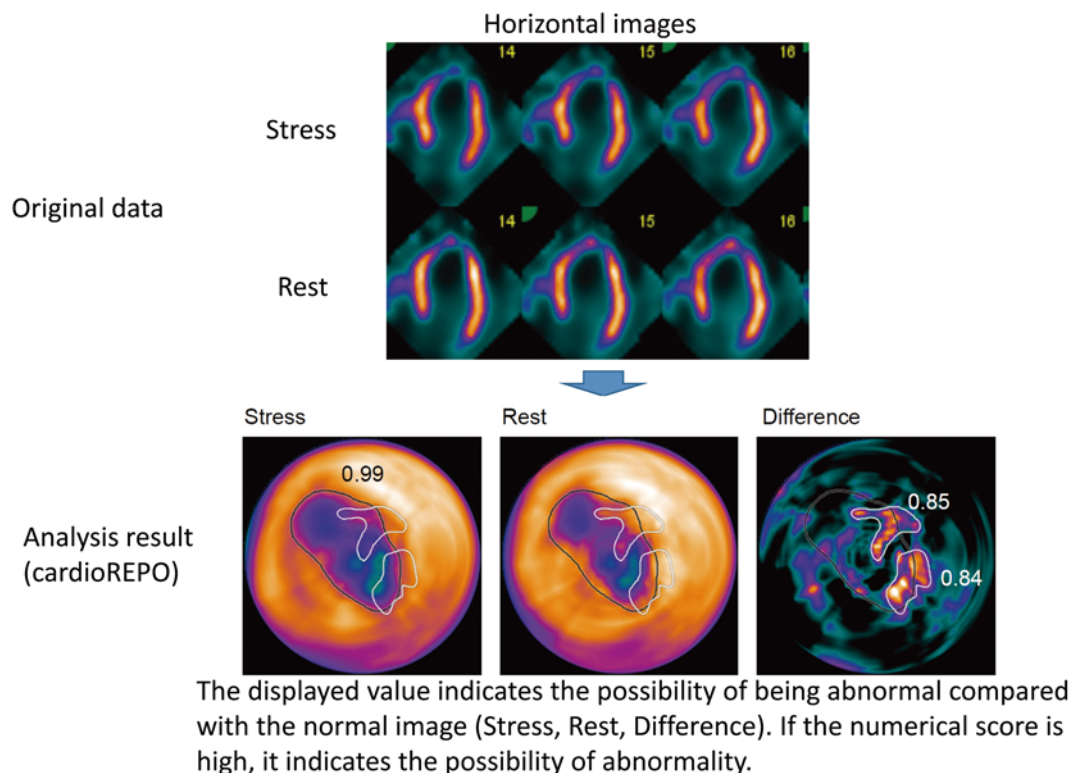 Horizontal images
14 15 16
Stress
Original data
14 15 16
Rest
Stress Rest Difference
0.99
0.85
Analysis result
(cardioREPO)
0.84
The displayed value indicates the possibility of being abnormal compared
with the normal image (Stress, Rest, Difference). If the numerical score is
high, it indicates the possibility of abnormality.